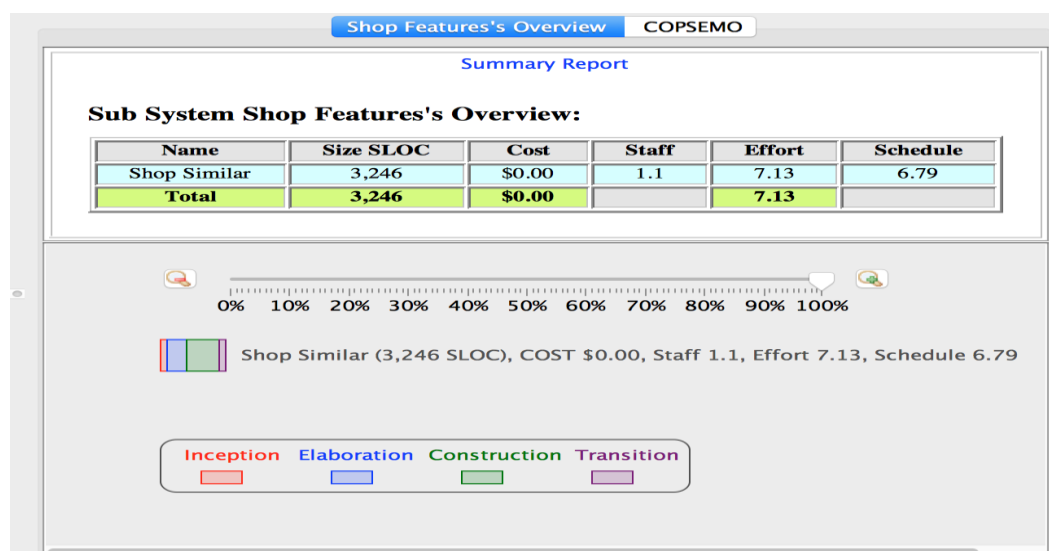 Shop Features's Overview COPSEMO
Summary Report
Sub System Shop Features's Overview:
Name Size SLOC Cost Staff Effort Schedule
Shop Similar 3,246 $0.00 1.1 7.13 6.79
Total 3,246 $0.00 7.13
0% 10% 20% 30% 40% 50% 60% 70% 80% 90% 100%
Shop Similar (3,246 SLOC), COST $0.00, Staff 1.1, Effort 7.13, Schedule 6.79
Inception Elaboration Construction Transition